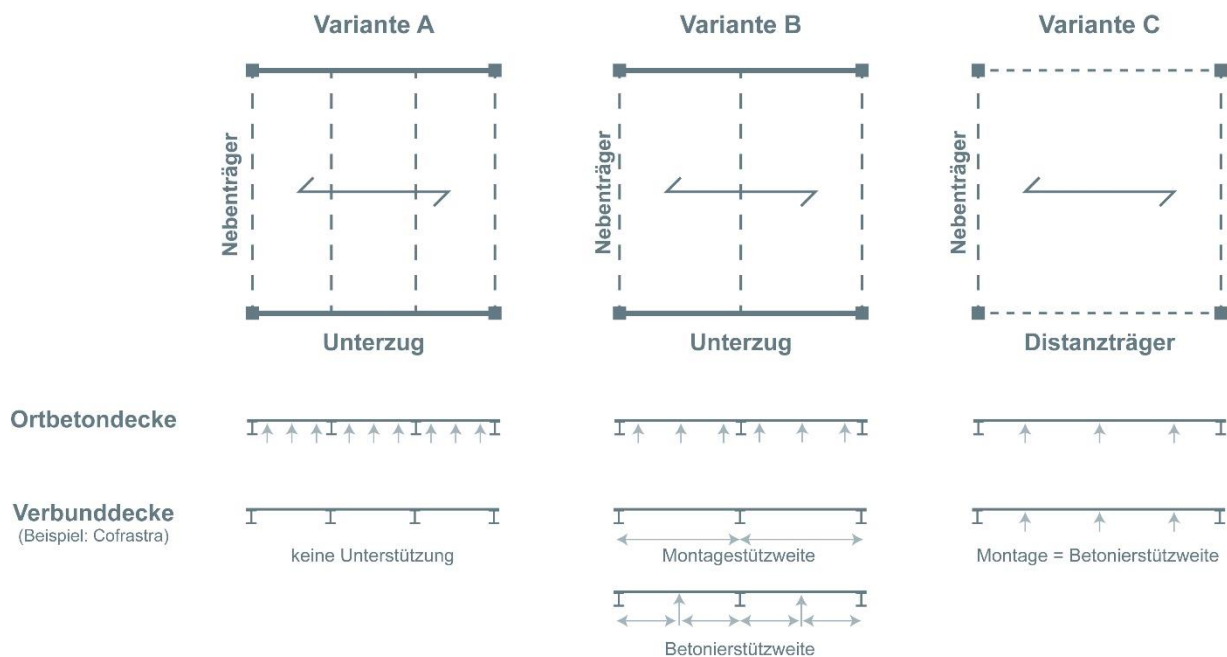 Variante A
Variante B
Variante C
Nebenträger
Nebenträger
Nebenträger
Unterzug
Unterzug
Distanzträger
Ortbetondecke
Verbunddecke
(Beispiel: Cofrastra)
keine Unterstützung
Montagestützweite
Montage = Betonierstützweite
Betonierstützweite